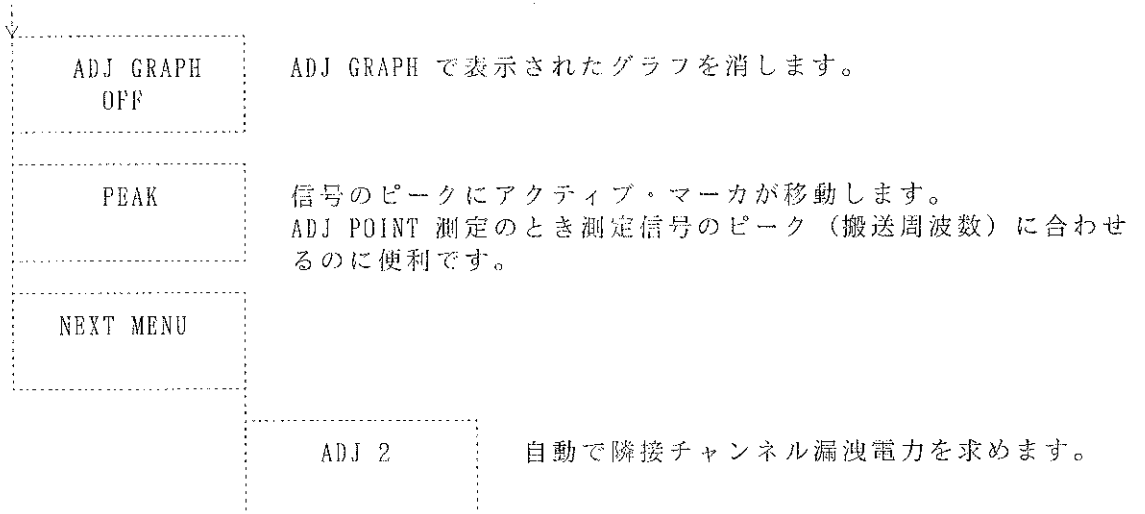 ADJ GRAPH OFF
ADJ GRAPH で表示されたグラフを消します。
PEAK
信号のピークにアクティブ・マーカが移動します。
ADJ POINT 測定のとき測定信号のピーク（搬送周波数）に合わせ
るのに便利です。
NEXT MENU
ADJ 2
自動で隣接チャンネル漏洩電力を求めます。